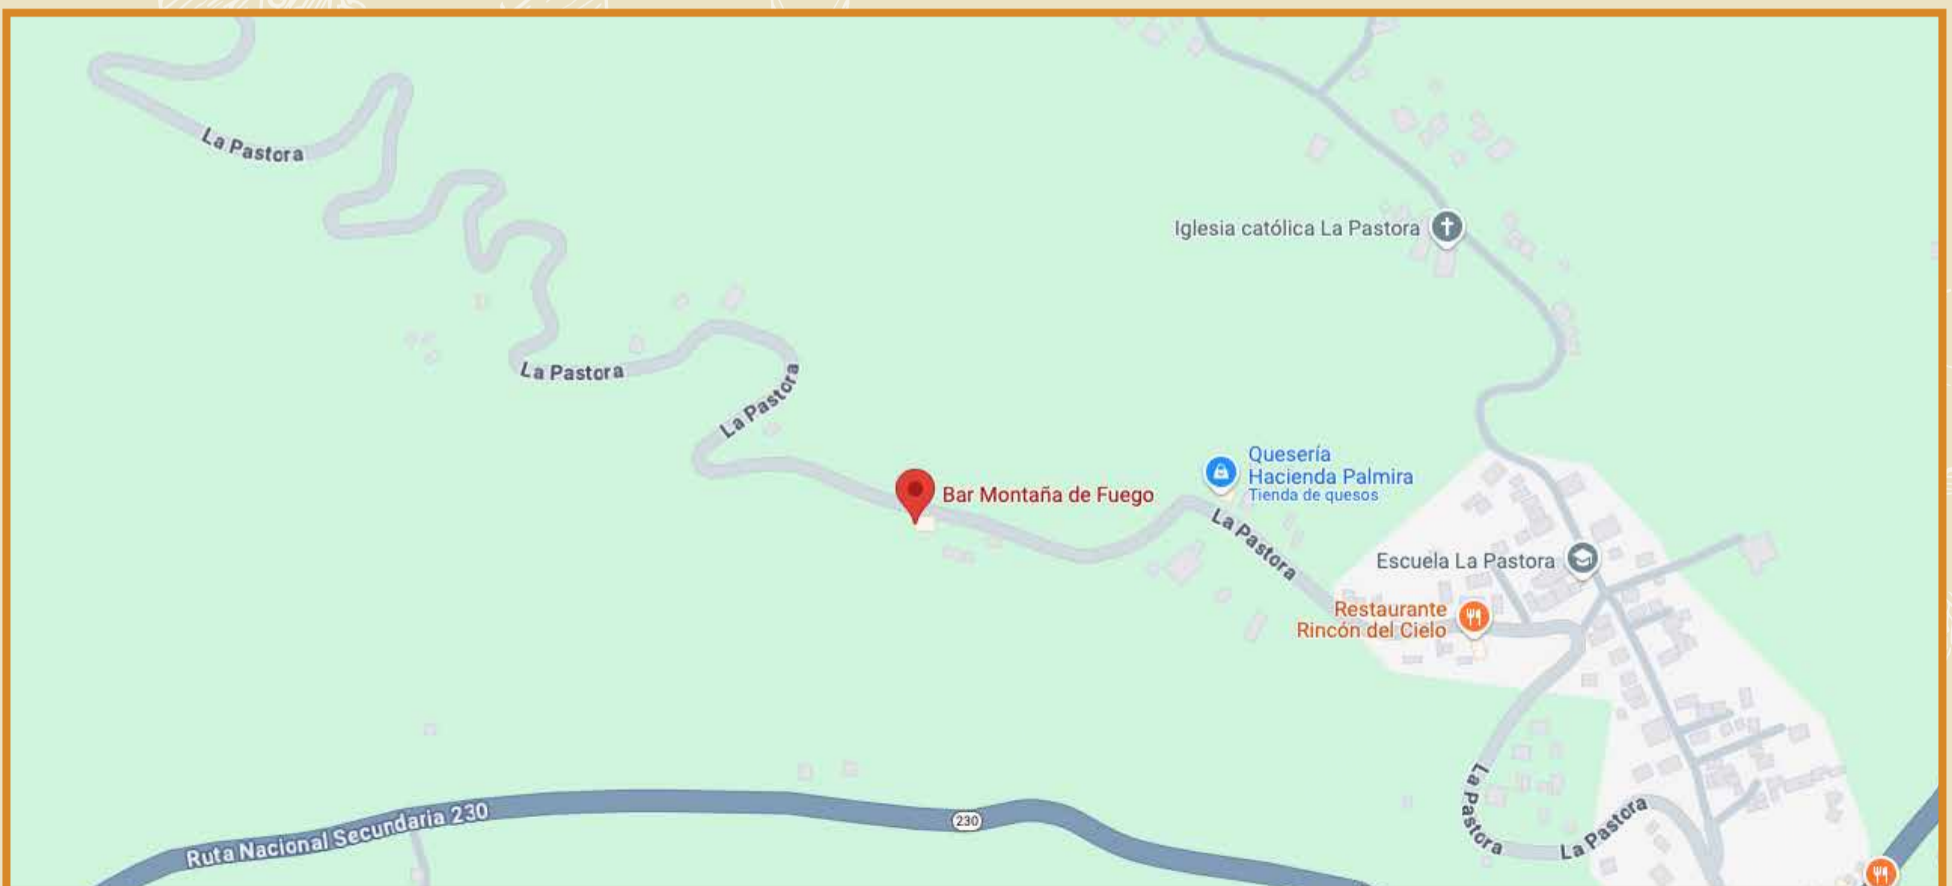 La Pastora
Iglesia católica La Pastora
La Pastora
La Pastora
Quesería
Hacienda Palmira
Tienda de quesos
Bar Montaña de Fuego
La Pastora
Escuela La Pastora
Restaurante
Rincón del Cielo
La Pastora
La Pastora
Ruta Nacional Secundaria 230
230